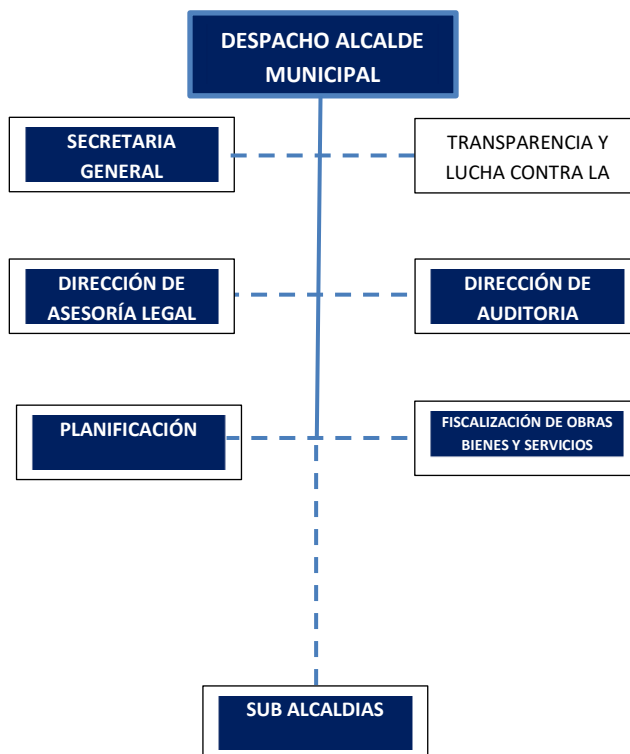 DESPACHO ALCALDE
MUNICIPAL
SECRETARIA
GENERAL
TRANSPARENCIA Y
LUCHA CONTRA LA
DIRECCIÓN DE
ASESORÍA LEGAL
DIRECCIÓN DE
AUDITORIA
PLANIFICACIÓN
FISCALIZACIÓN DE OBRAS
BIENES Y SERVICIOS
SUB ALCALDIAS